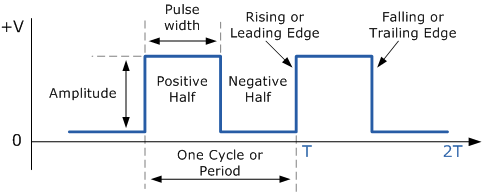 Pulse
width
Rising or
Leading Edge
Falling or
Trailing Edge
+V
Amplitude
Positive
Half
Negative
Half
0
One Cycle or
Period
T
2T